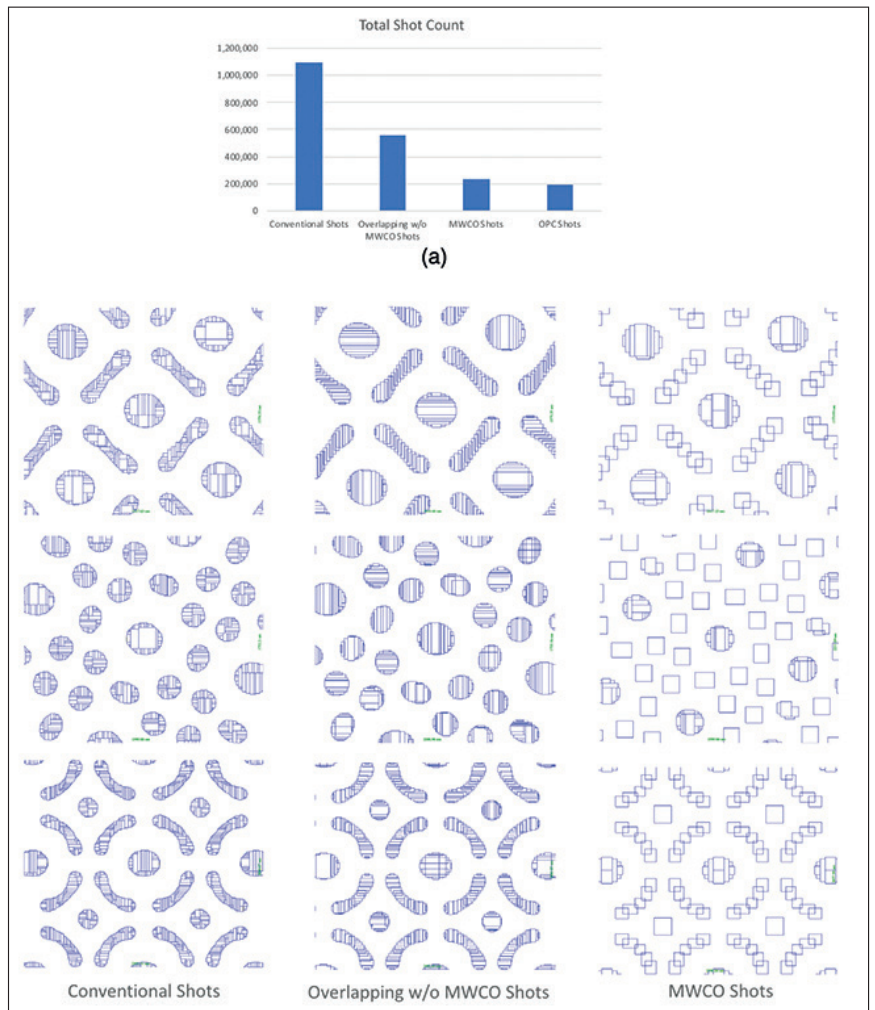 Total Shot Count
1,200,000
1,000,000
800,000
600,000
400,000
200,000
0
Conventional Shots Overlapping w/o MWCO Shots OPC Shots
MWCO Shots
(a)
Conventional Shots Overlapping w/o MWCO Shots MWCO Shots